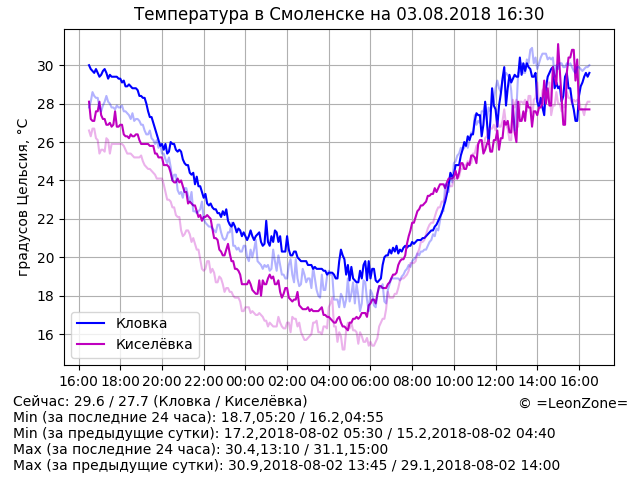 Температура в Смоленске на 03.08.2018 16:30
градусов Цельсия, °C
30
28
26
24
22
20
18
16
Кловка
Киселёвка
16:00 18:00 20:00 22:00 00:00 02:00 04:00 06:00 08:00 10:00 12:00 14:00 16:00
Сейчас: 29.6 / 27.7 (Кловка / Киселёвка)
© =LeonZone=
Min (за последние 24 часа): 18.7,05:20 / 16.2,04:55
Min (за предыдущие сутки): 17.2,2018-08-02 05:30 / 15.2,2018-08-02 04:40
Max (за последние 24 часа): 30.4,13:10 / 31.1,15:00
Max (за предыдущие сутки): 30.9,2018-08-02 13:45 / 29.1,2018-08-02 14:00